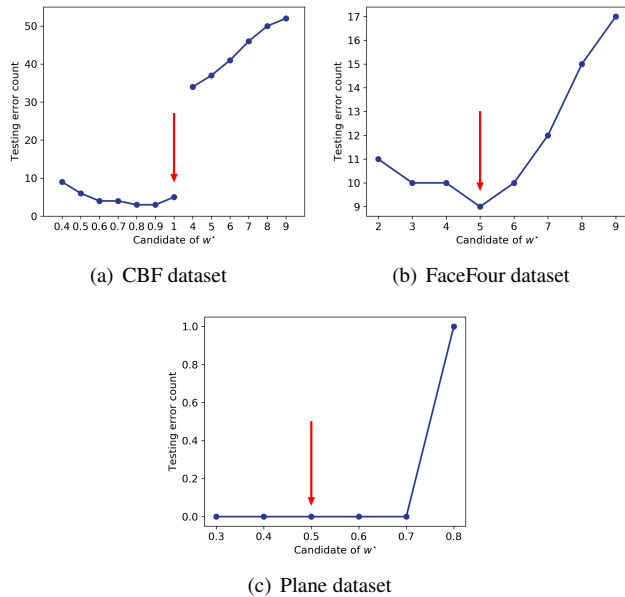 50
40
30
20
10
0
Testing error count
0.4 0.5 0.6 0.7 0.8 0.9 1 4 5 6 7 8 9
Candidate of w*
(a) CBF dataset
17
16
15
14
13
12
11
10
9
Testing error count
2 3 4 5 6 7 8 9
Candidate of w*
(b) FaceFour dataset
1.0
0.8
0.6
0.4
0.2
0.0
Testing error count
0.3 0.4 0.5 0.6 0.7 0.8
Candidate of w*
(c) Plane dataset